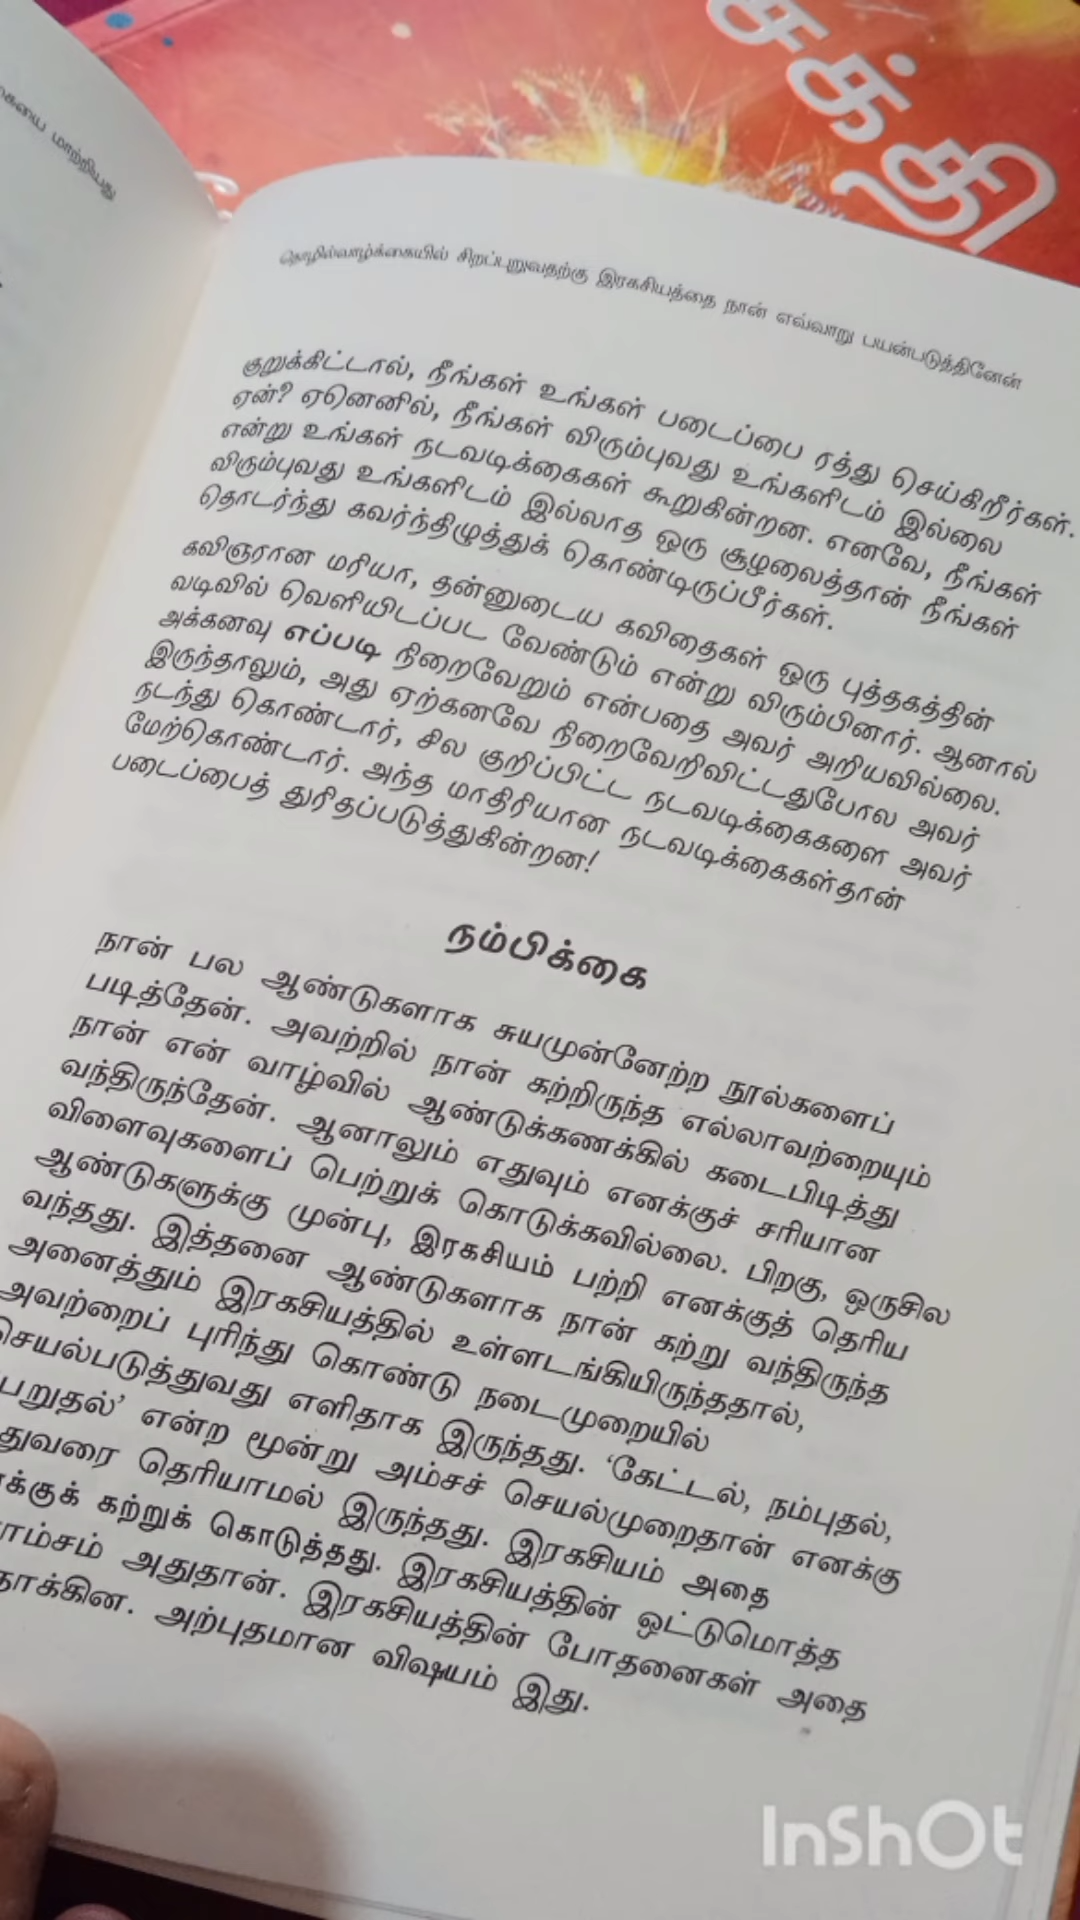 சக்தி
மாற்றியது
தொழில்வாழ்க்கையில் சிறப்புறுவதற்கு இரகசியத்தை நான் எவ்வாறு பயன்படுத்தினேன்
குறுக்கிட்டால், நீங்கள் உங்கள் படைப்பை ரத்து செய்கிறீர்கள்.
ஏன்? ஏனெனில், நீங்கள் விரும்புவது உங்களிடம் இல்லை
என்று உங்கள் நடவடிக்கைகள் கூறுகின்றன. எனவே, நீங்கள்
விரும்புவது உங்களிடம் இல்லாத ஒரு சூழலைத்தான் நீங்கள்
தொடர்ந்து கவர்ந்திழுத்துக் கொண்டிருப்பீர்கள்.
கவிஞரான மரியா, தன்னுடைய கவிதைகள் ஒரு புத்தகத்தின்
வடிவில் வெளியிடப்பட வேண்டும் என்று விரும்பினார். ஆனால்
அக்கனவு எப்படி நிறைவேறும் என்பதை அவர் அறியவில்லை.
இருந்தாலும், அது ஏற்கனவே நிறைவேறிவிட்டதுபோல அவர்
நடந்து கொண்டார், சில குறிப்பிட்ட நடவடிக்கைகளை அவர்
மேற்கொண்டார். அந்த மாதிரியான நடவடிக்கைகள்தான்
படைப்பைத் துரிதப்படுத்துகின்றன!
நம்பிக்கை
நான் பல ஆண்டுகளாக சுயமுன்னேற்ற நூல்களைப்
படித்தேன். அவற்றில் நான் கற்றிருந்த எல்லாவற்றையும்
நான் என் வாழ்வில் ஆண்டுக்கணக்கில் கடைபிடித்து
வந்திருந்தேன். ஆனாலும் எதுவும் எனக்குச் சரியான
விளைவுகளைப் பெற்றுக் கொடுக்கவில்லை. பிறகு, ஒருசில
ஆண்டுகளுக்கு முன்பு, இரகசியம் பற்றி எனக்குத் தெரிய
வந்தது. இத்தனை ஆண்டுகளாக நான் கற்று வந்திருந்த
அனைத்தும் இரகசியத்தில் உள்ளடங்கியிருந்ததால்,
அவற்றைப் புரிந்து கொண்டு நடைமுறையில்
செயல்படுத்துவது எளிதாக இருந்தது. ‘கேட்டல், நம்புதல்,
பறுதல்’ என்ற மூன்று அம்சச் செயல்முறைதான் எனக்கு
துவரை தெரியாமல் இருந்தது. இரகசியம் அதை
க்குக் கற்றுக் கொடுத்தது. இரகசியத்தின் ஒட்டுமொத்த
ாம்சம் அதுதான். இரகசியத்தின் போதனைகள் அதை
தாக்கின. அற்புதமான விஷயம் இது.
InShOt